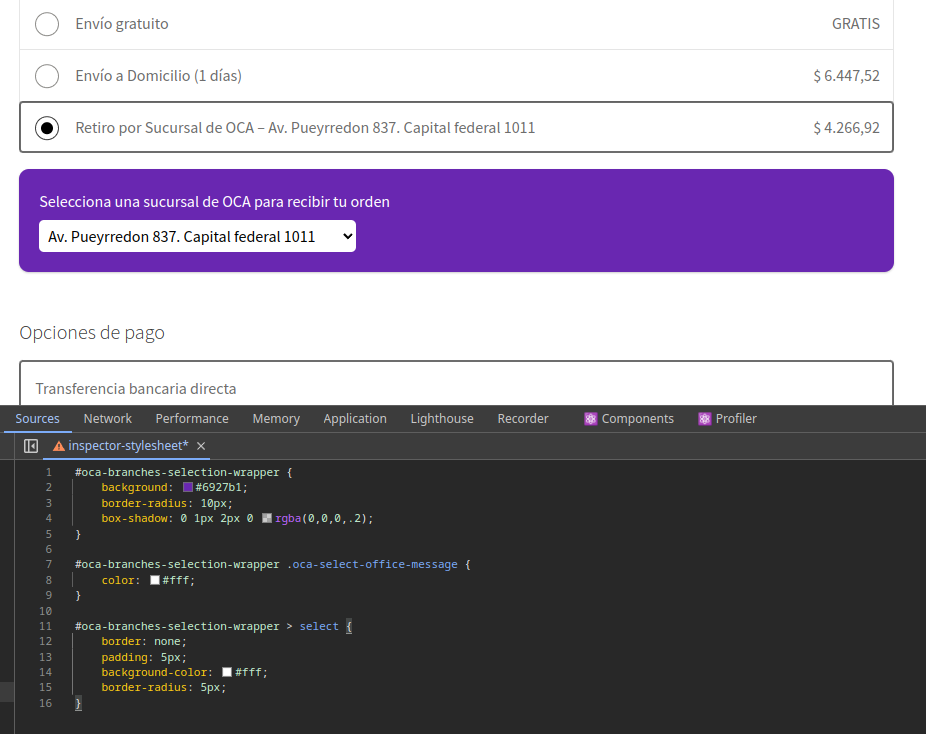 Envío gratuito GRATIS
Envío a Domicilio (1 días) $ 6.447,52
Retiro por Sucursal de OCA – Av. Pueyrredon 837. Capital federal 1011 $ 4.266,92
Selecciona una sucursal de OCA para recibir tu orden
Av. Pueyrredon 837. Capital federal 1011
Opciones de pago
Transferencia bancaria directa
Sources Network Performance Memory Application Lighthouse Recorder Components Profiler
inspector-stylesheet* ×
1 #oca-branches-selection-wrapper {
2 background: #6927b1;
3 border-radius: 10px;
4 box-shadow: 0 1px 2px 0 rgba(0,0,0,.2);
5 }
6
7 #oca-branches-selection-wrapper .oca-select-office-message {
8 color: #fff;
9 }
10
11 #oca-branches-selection-wrapper > select {
12 border: none;
13 padding: 5px;
14 background-color: #fff;
15 border-radius: 5px;
16 }